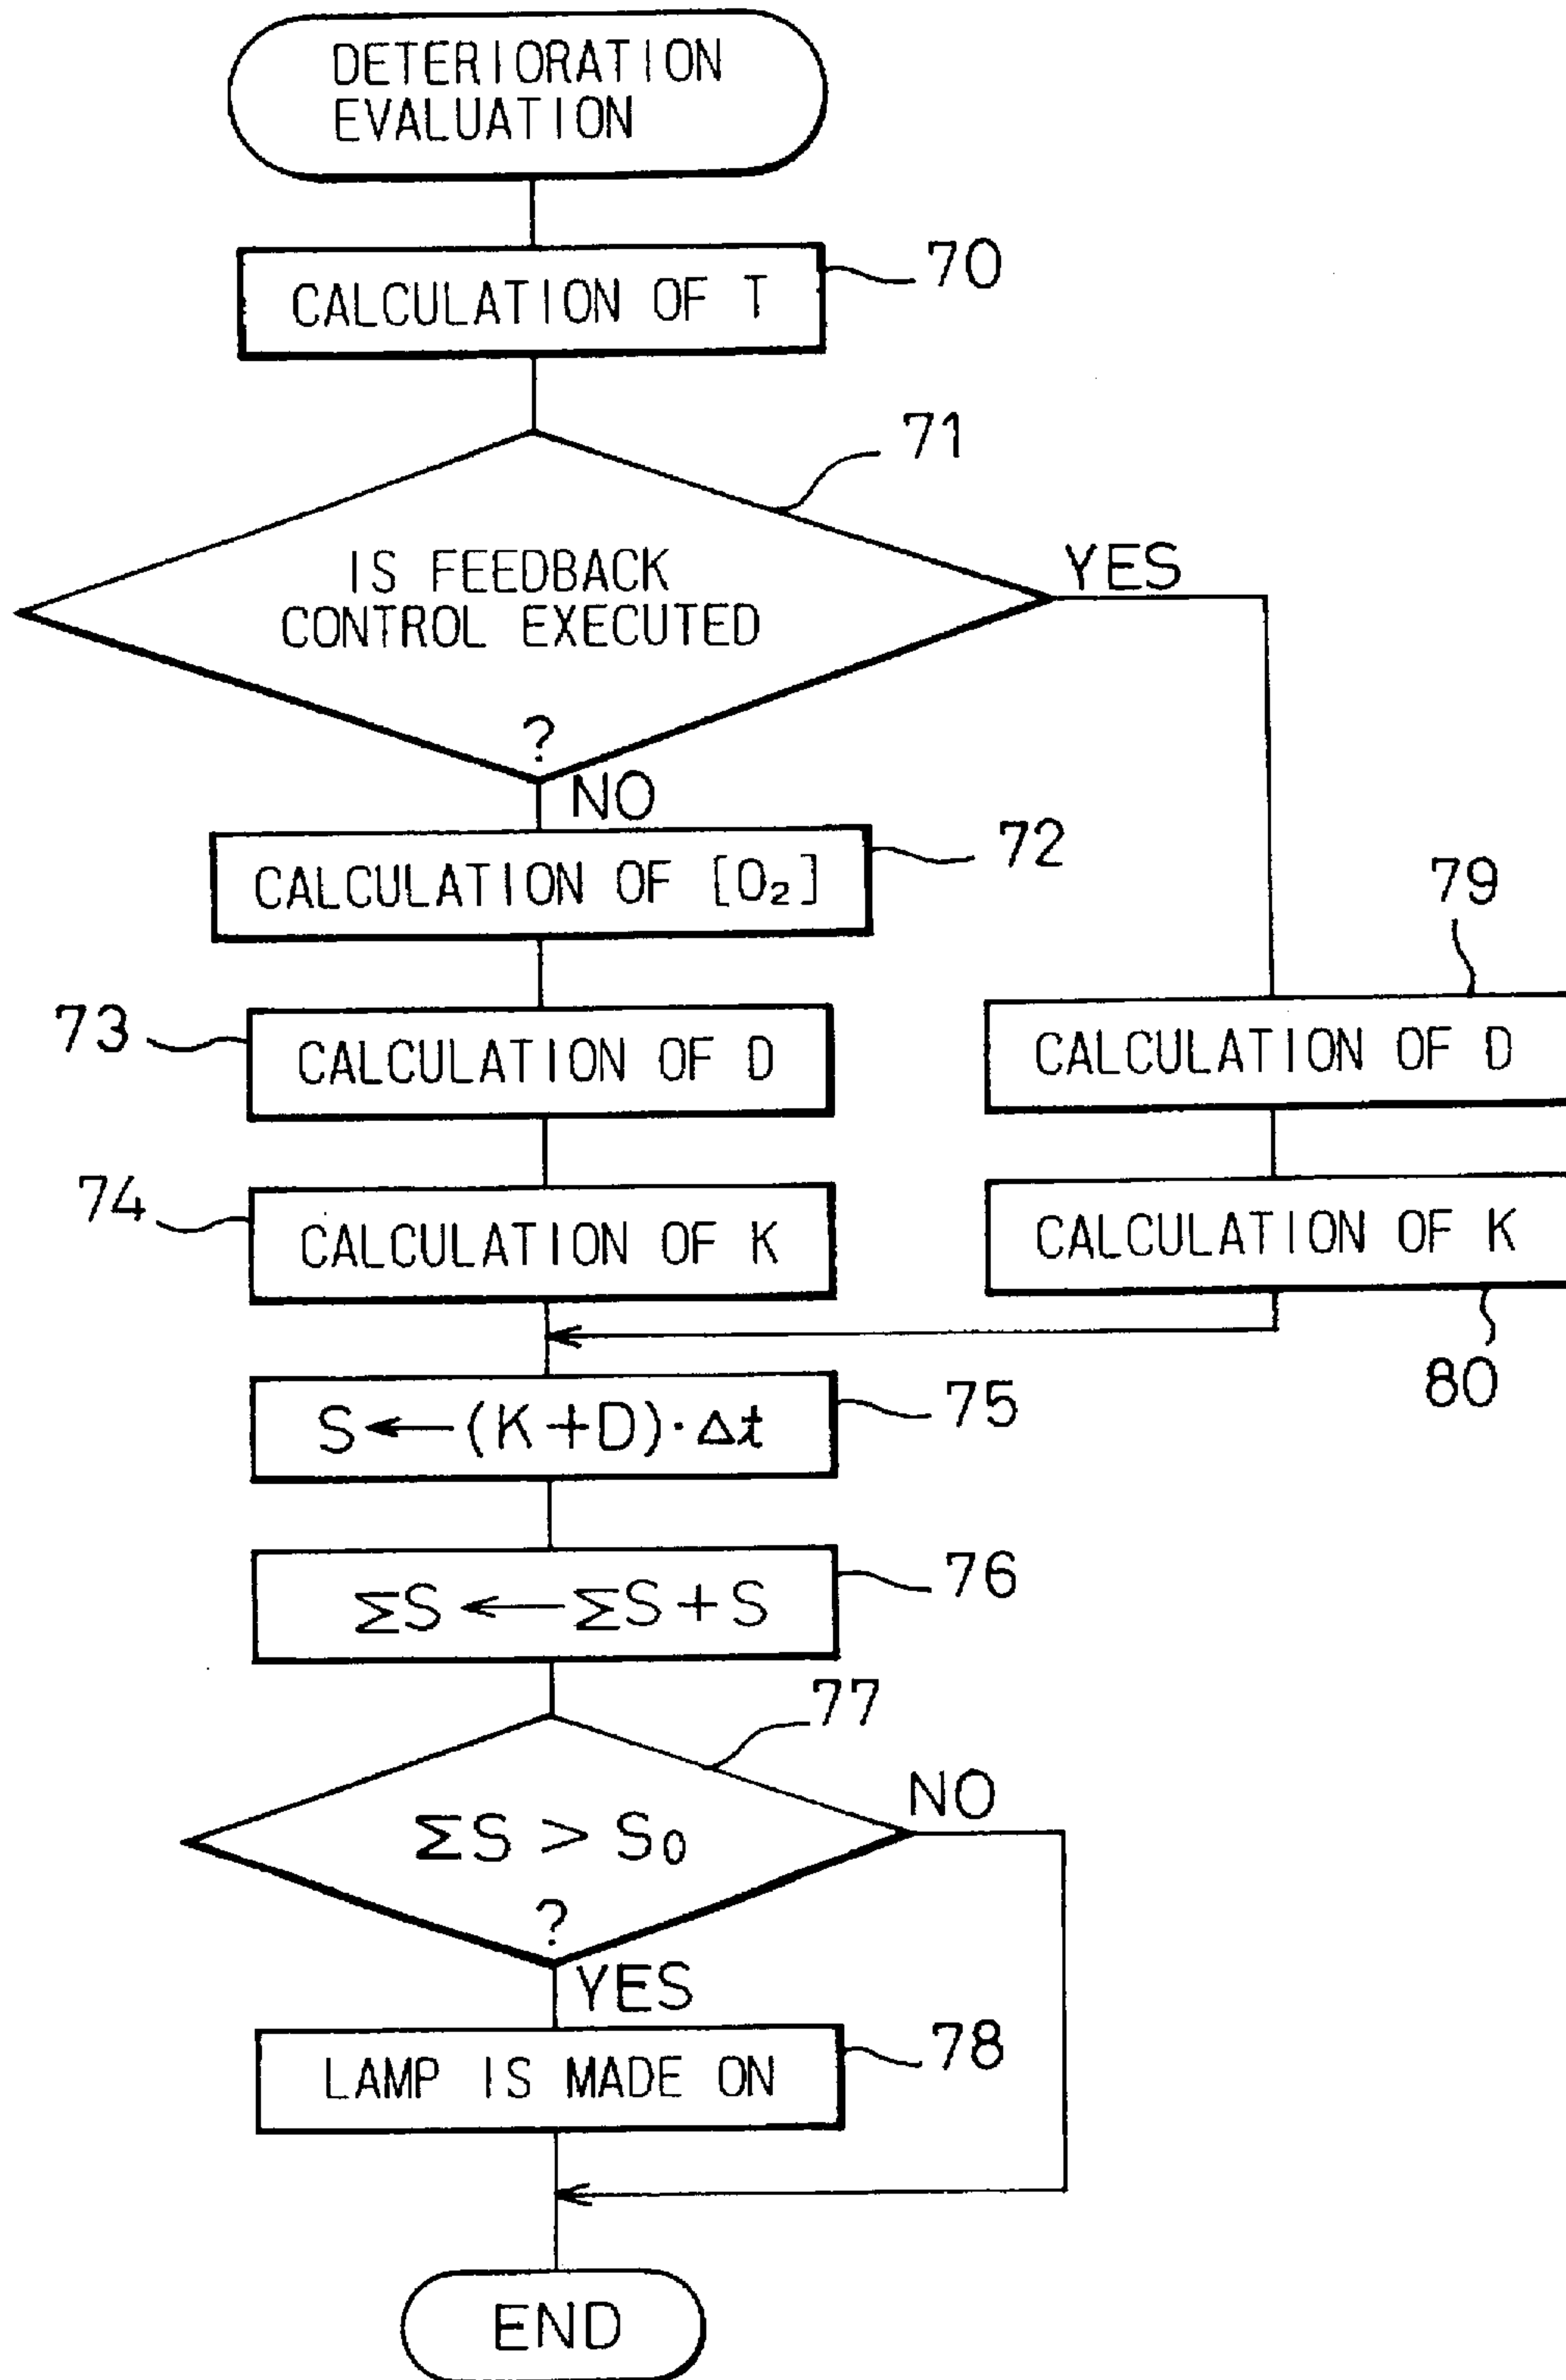 DETERIORATION
EVALUATION
CALCULATION OF T
70
71
IS FEEDBACK
CONTROL EXECUTED
?
YES
NO
CALCULATION OF [O₂]
72
73
CALCULATION OF D
79
CALCULATION OF D
74
CALCULATION OF K
CALCULATION OF K
80
S←(K+D)·Δt
75
ΣS←ΣS+S
76
77
ΣS > S₀
?
NO
YES
LAMP IS MADE ON
78
END